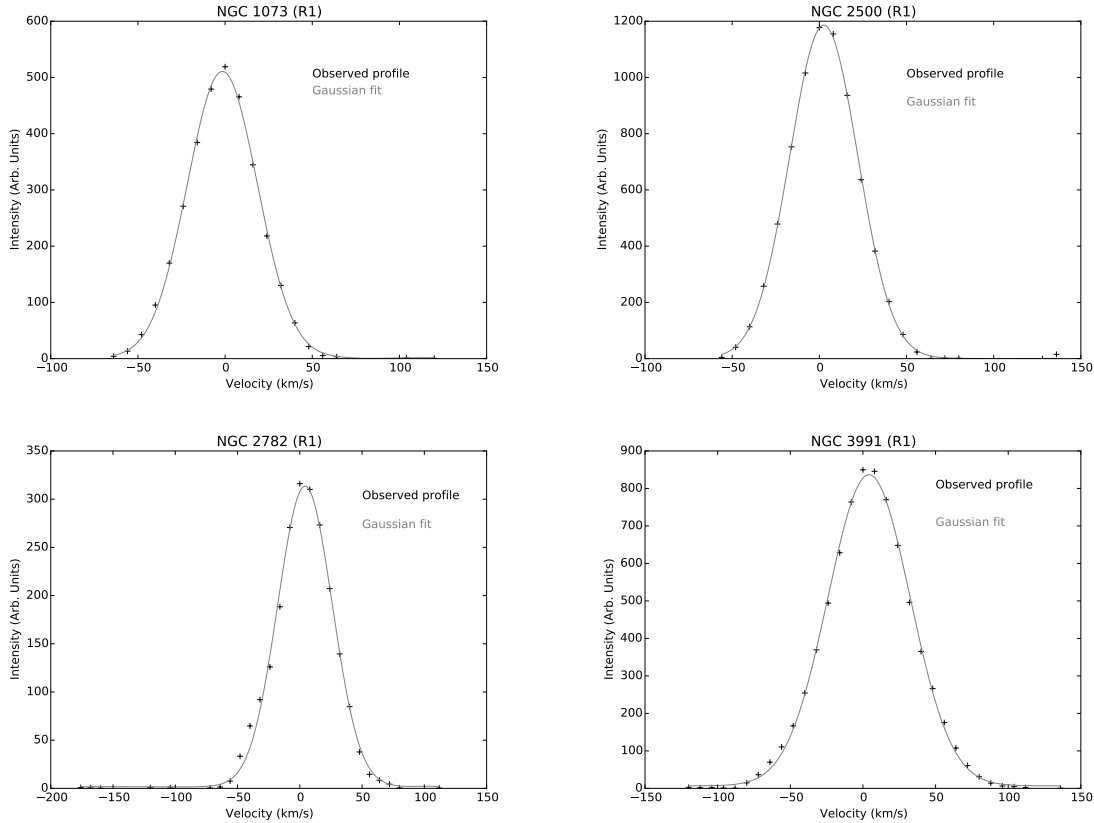 NGC 1073 (R1)
600
500
400
300
200
100
0
Intensity (Arb. Units)
Observed profile
Gaussian fit
−100
−50
0
50
100
150
Velocity (km/s)
NGC 2500 (R1)
1200
1000
800
600
400
200
0
Intensity (Arb. Units)
Observed profile
Gaussian fit
−100
−50
0
50
100
150
Velocity (km/s)
NGC 2782 (R1)
350
300
250
200
150
100
50
0
Intensity (Arb. Units)
Observed profile
Gaussian fit
−200
−150
−100
−50
0
50
100
150
Velocity (km/s)
NGC 3991 (R1)
900
800
700
600
500
400
300
200
100
0
Intensity (Arb. Units)
Observed profile
Gaussian fit
−150
−100
−50
0
50
100
150
Velocity (km/s)